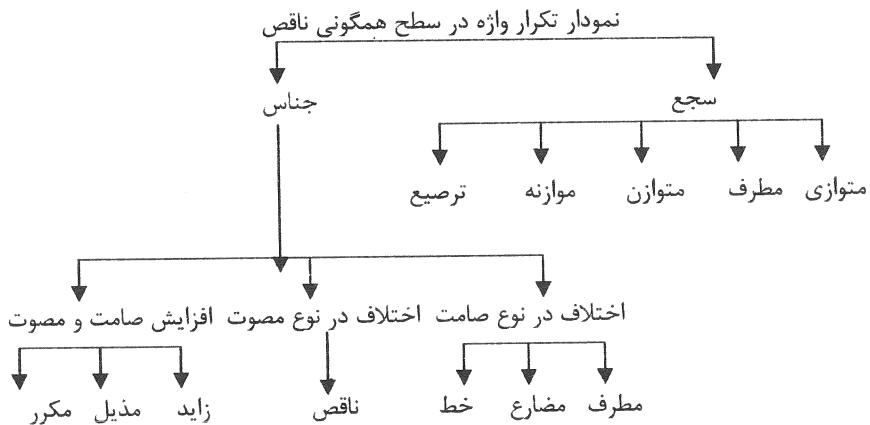 نمودار تکرار واژه در سطح همگونی ناقص
سجع
جناس
متوازی
مطرف
متوازن
موازنه
ترصیع
اختلاف در نوع صامت
اختلاف در نوع مصوت
افزایش صامت و مصوت
مطرف
مضارع
خط
ناقص
زاید
مذیل
مکرر